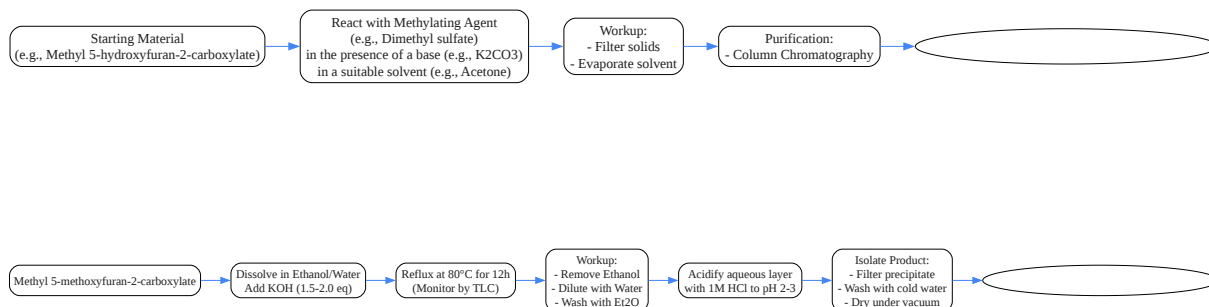 Starting Material
(e.g., Methyl 5-hydroxyfuran-2-carboxylate)
React with Methylating Agent
(e.g., Dimethyl sulfate)
in the presence of a base (e.g., K2CO3)
in a suitable solvent (e.g., Acetone)
Workup:
- Filter solids
- Evaporate solvent
Purification:
- Column Chromatography
Methyl 5-methoxyfuran-2-carboxylate
Dissolve in Ethanol/Water
Add KOH (1.5-2.0 eq)
Reflux at 80°C for 12h
(Monitor by TLC)
Workup:
- Remove Ethanol
- Dilute with Water
- Wash with Et2O
Acidify aqueous layer
with 1M HCl to pH 2-3
Isolate Product:
- Filter precipitate
- Wash with cold water
- Dry under vacuum